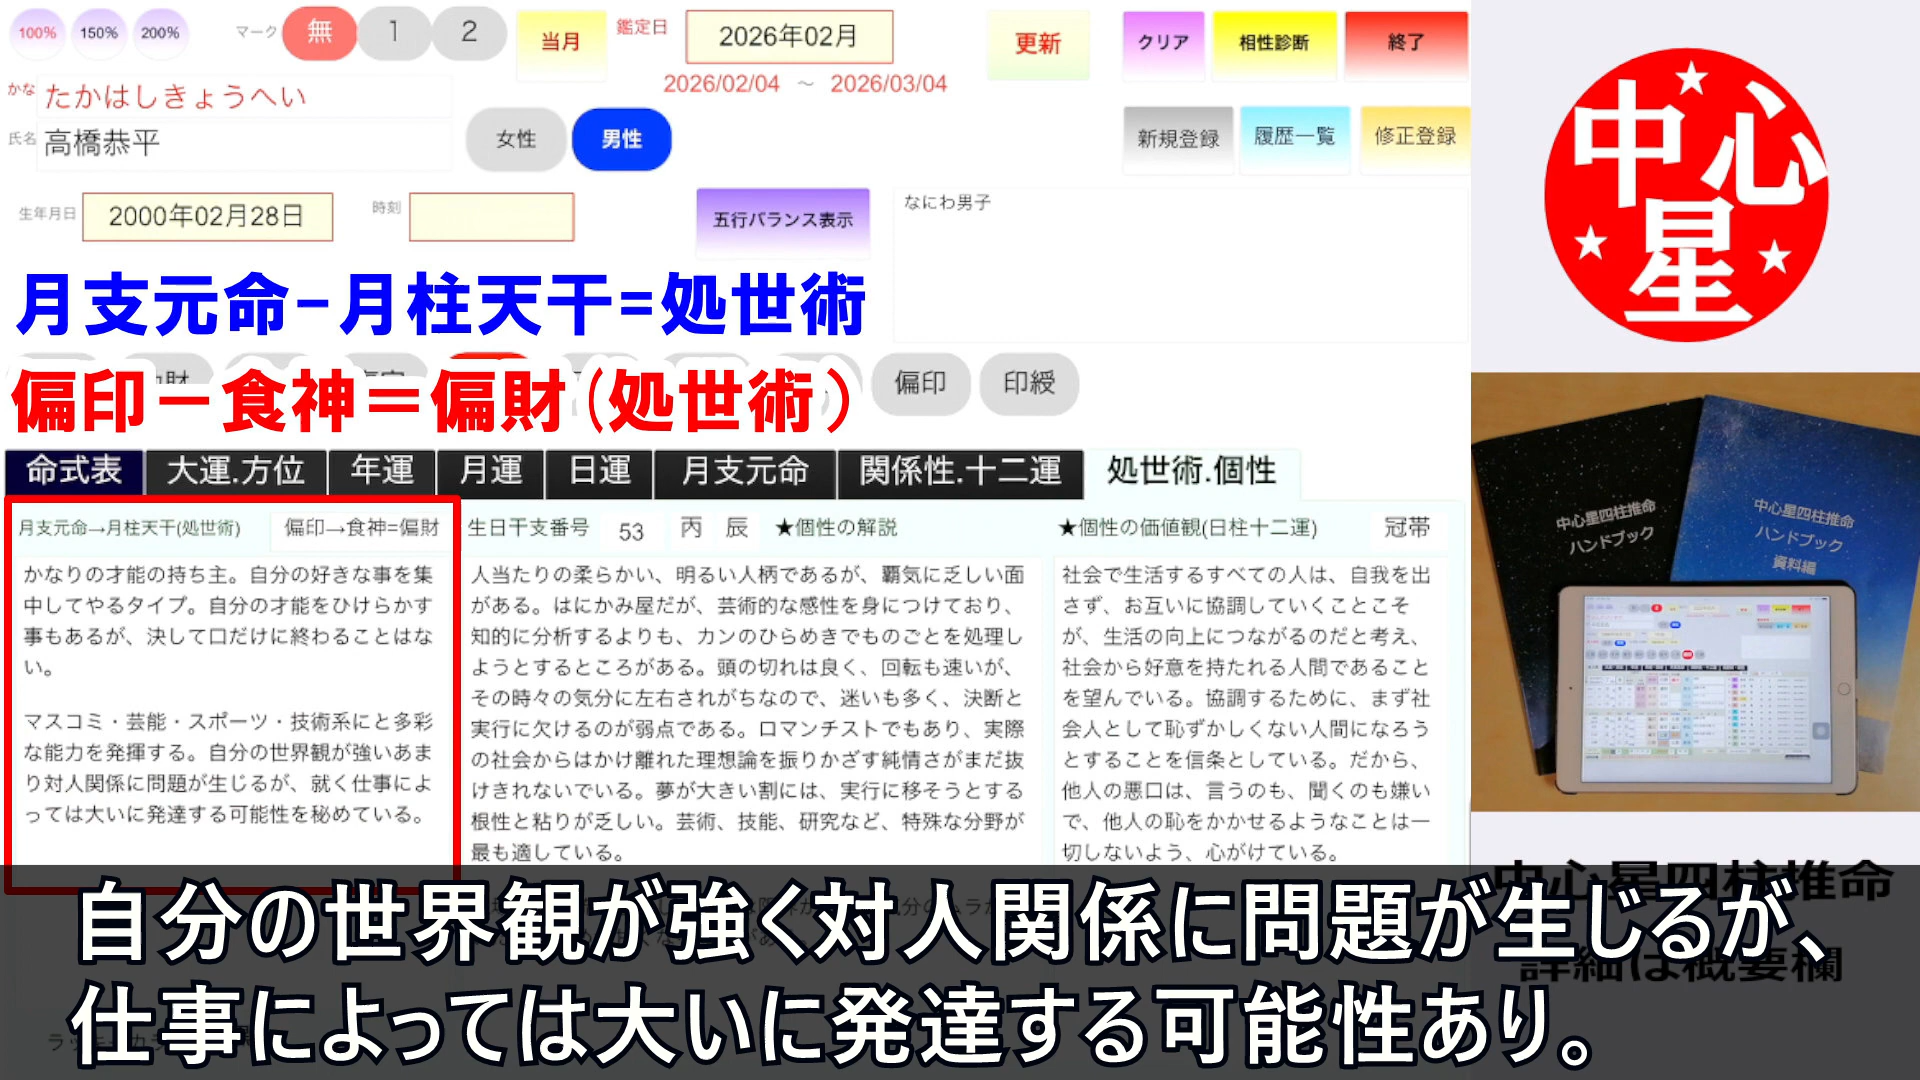 100% 150% 200%
マーク 無 1 2
当月
鑑定日 2026年02月
2026/02/04 ～ 2026/03/04
更新
クリア 相性診断 終了
かな たかはしきょうへい
氏名 高橋恭平
女性 男性
新規登録 履歴一覧 修正登録
生年月日 2000年02月28日
時刻
五行バランス表示
なにわ男子
月支元命-月柱天干=処世術
偏印 印綬
偏印－食神＝偏財(処世術)
命式表 大運.方位 年運 月運 日運 月支元命 関係性.十二運 処世術.個性
月支元命→月柱天干(処世術) 偏印→食神=偏財
かなりの才能の持ち主。自分の好きな事を集
中してやるタイプ。自分の才能をひけらかす
事もあるが、決して口だけに終わることはな
い。
マスコミ・芸能・スポーツ・技術系にと多彩
な能力を発揮する。自分の世界観が強いあま
り対人関係に問題が生じるが、就く仕事によ
っては大いに発達する可能性を秘めている。
生日干支番号 53 丙 辰 ★個性の解説
人当たりの柔らかい、明るい人柄であるが、覇気に乏しい面
がある。はにかみ屋だが、芸術的な感性を身につけており、
知的に分析するよりも、カンのひらめきでものごとを処理し
ようとするところがある。頭の切れは良く、回転も速いが、
その時々の気分に左右されがちなので、迷いも多く、決断と
実行に欠けるのが弱点である。ロマンチストでもあり、実際
の社会からはかけ離れた理想論を振りかざす純情さがまだ抜
けきれないでいる。夢が大きい割には、実行に移そうとする
根性と粘りが乏しい。芸術、技能、研究など、特殊な分野が
最も適している。
★個性の価値観(日柱十二運) 冠帯
社会で生活するすべての人は、自我を出
さず、お互いに協調していくことこそ
が、生活の向上につながるのだと考え、
社会から好意を持たれる人間であること
を望んでいる。協調するために、まず社
会人として恥ずかしくない人間になろう
とすることを信条としている。だから、
他人の悪口は、言うのも、聞くのも嫌い
で、他人の恥をかかせるようなことは一
切しないよう、心がけている。
中心星
中心星四柱推命
ハンドブック
中心星四柱推命
ハンドブック
資料編
中心星四柱推命
詳細は概要欄
自分の世界観が強く対人関係に問題が生じるが、
仕事によっては大いに発達する可能性あり。